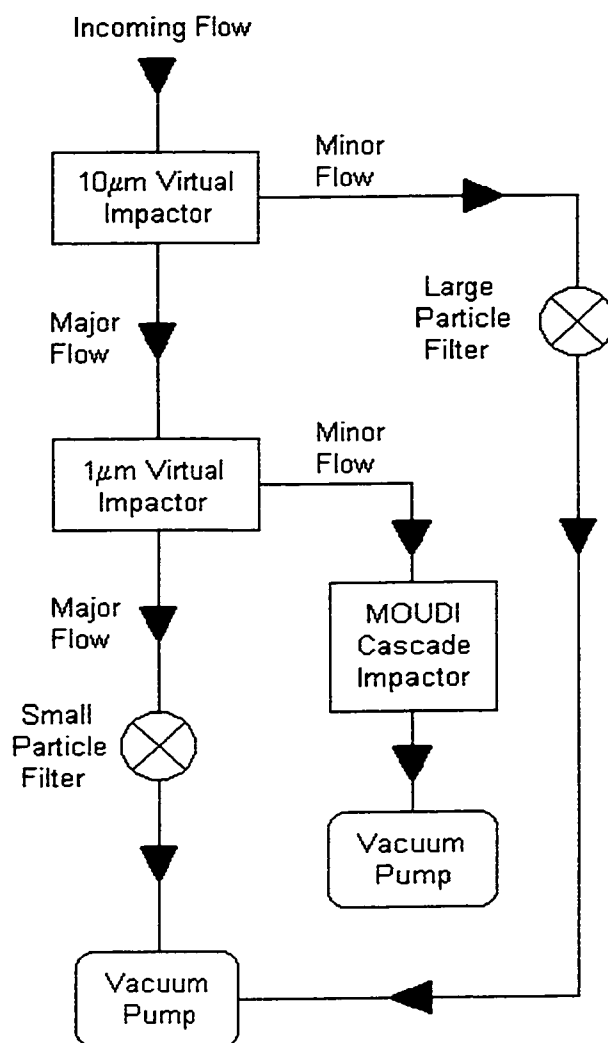 Incoming Flow
10μm Virtual
Impactor
Minor
Flow
Large
Particle
Filter
Major
Flow
1μm Virtual
Impactor
Minor
Flow
Major
Flow
MOUDI
Cascade
Impactor
Small
Particle
Filter
Vacuum
Pump
Vacuum
Pump